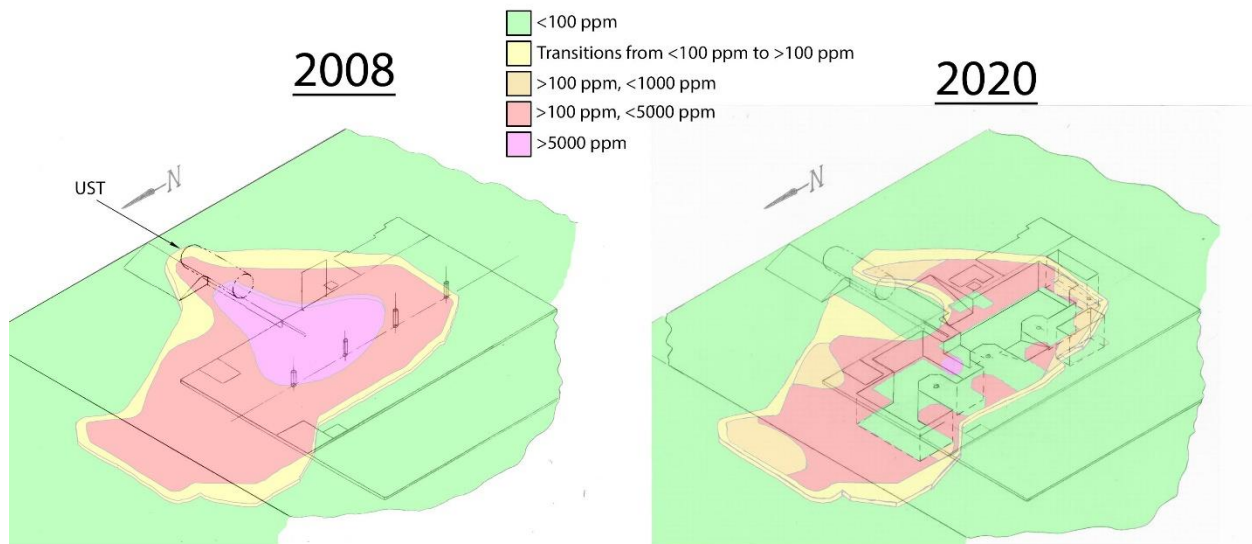 2008
UST
N
<100 ppm
Transitions from <100 ppm to >100 ppm
>100 ppm, <1000 ppm
>100 ppm, <5000 ppm
>5000 ppm
2020
N